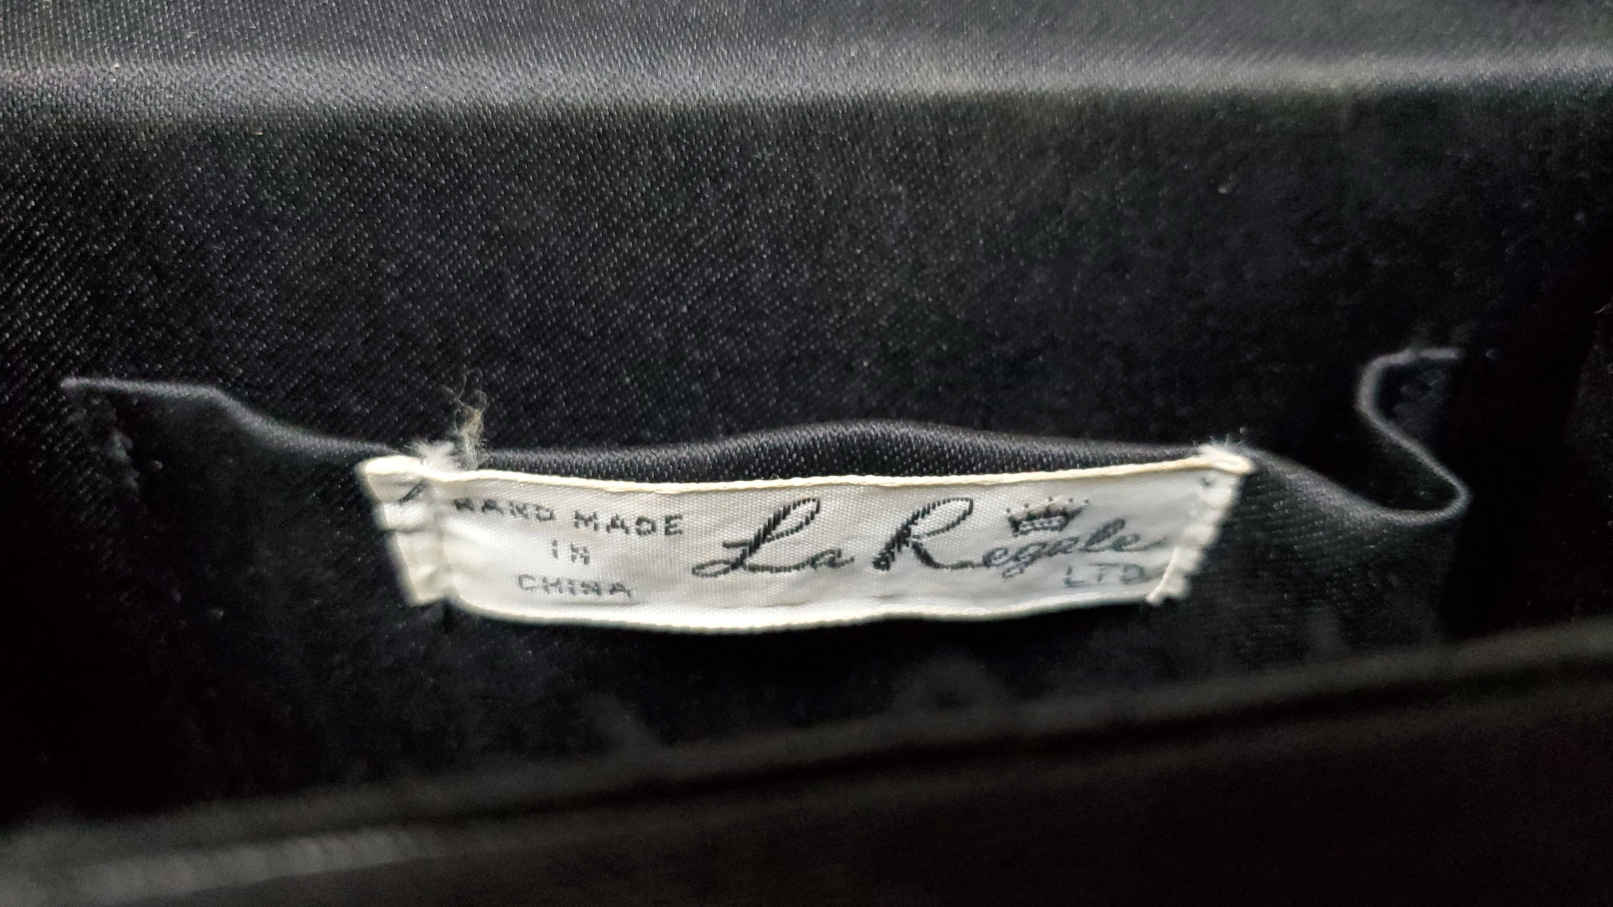 HAND MADE
IN
CHINA
La Regale
LTD